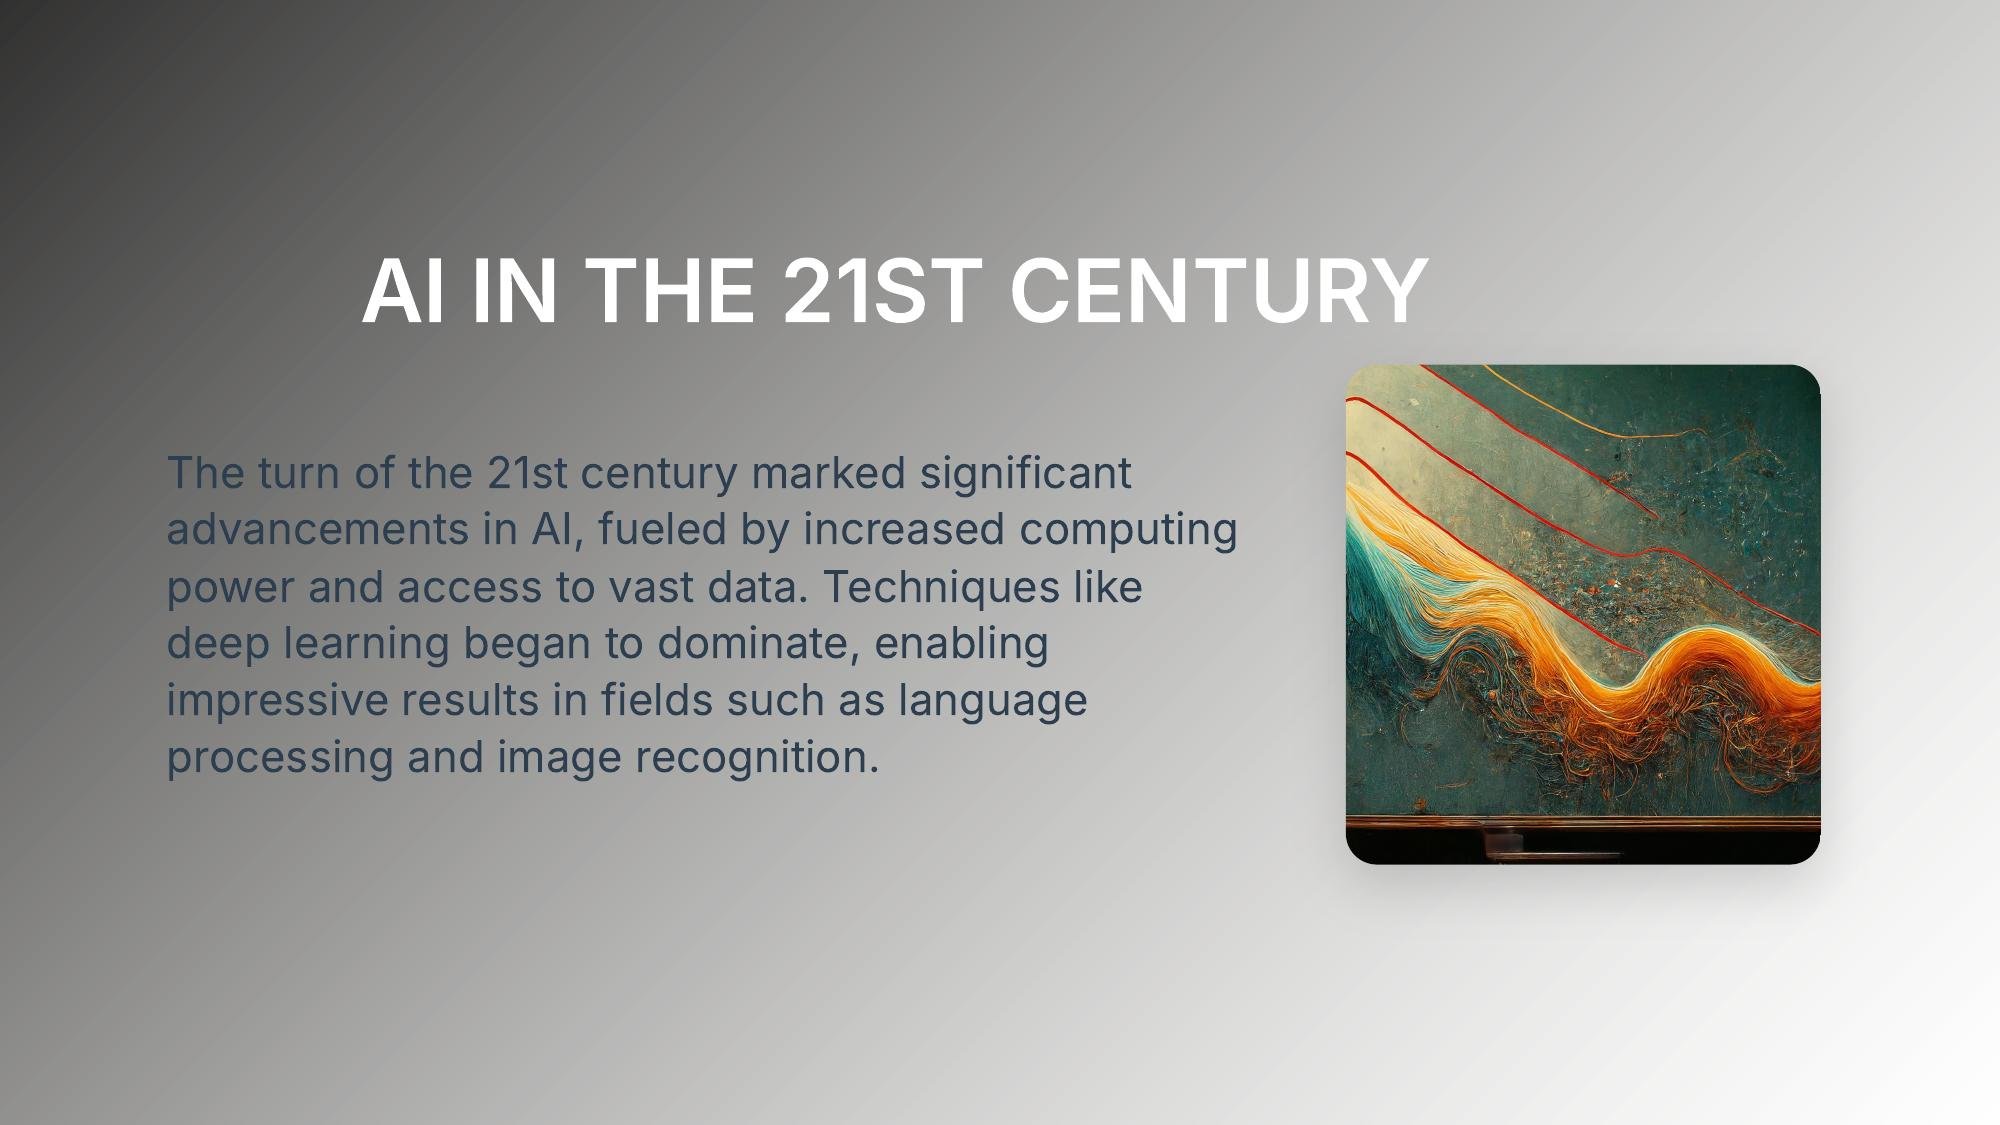 AI IN THE 21ST CENTURY
The turn of the 21st century marked significant
advancements in AI, fueled by increased computing
power and access to vast data. Techniques like
deep learning began to dominate, enabling
impressive results in fields such as language
processing and image recognition.